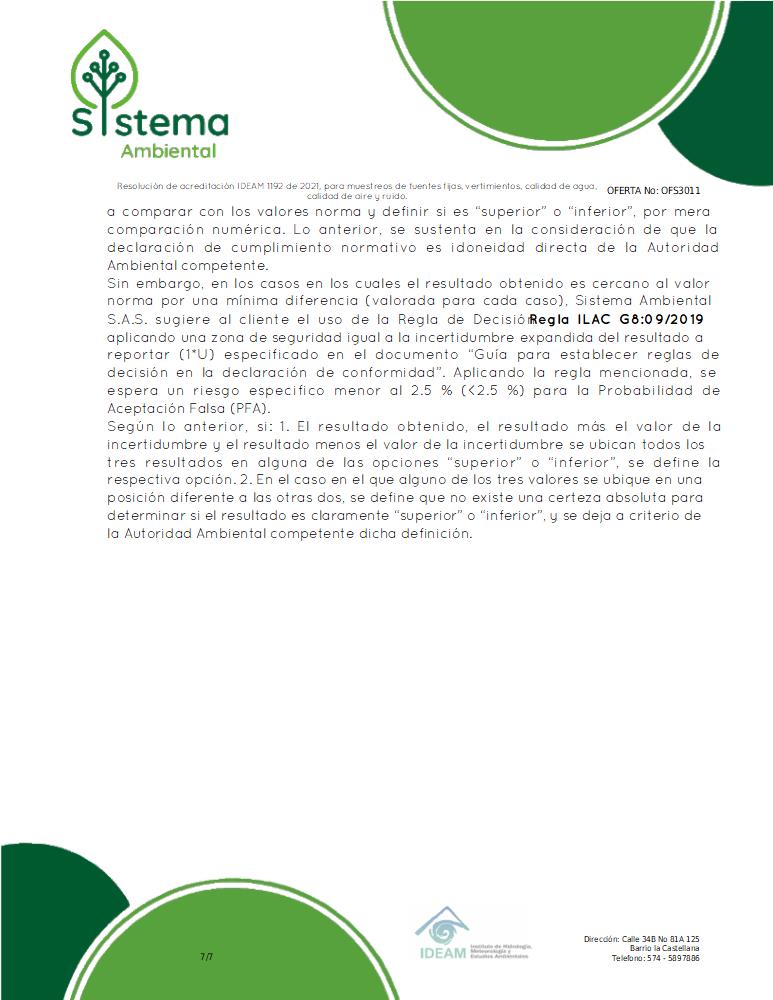 Sistema
Ambiental
Resolución de acreditación IDEAM 1192 de 2021, para muestreos de fuentes fijas, vertimientos, calidad de agua,
calidad de aire y ruido.
OFERTA No: OFS3011
a comparar con los valores norma y definir si es “superior” o “inferior”, por mera
comparación numérica. Lo anterior, se sustenta en la consideración de que la
declaración de cumplimiento normativo es idoneidad directa de la Autoridad
Ambiental competente.
Sin embargo, en los casos en los cuales el resultado obtenido es cercano al valor
norma por una mínima diferencia (valorada para cada caso), Sistema Ambiental
S.A.S. sugiere al cliente el uso de la Regla de Decisión Regla ILAC G8:09/2019
aplicando una zona de seguridad igual a la incertidumbre expandida del resultado a
reportar (1*U) especificado en el documento “Guía para establecer reglas de
decisión en la declaración de conformidad”. Aplicando la regla mencionada, se
espera un riesgo especifico menor al 2.5 % (<2.5 %) para la Probabilidad de
Aceptación Falsa (PFA).
Según lo anterior, si: 1. El resultado obtenido, el resultado más el valor de la
incertidumbre y el resultado menos el valor de la incertidumbre se ubican todos los
tres resultados en alguna de las opciones “superior” o “inferior”, se define la
respectiva opción. 2. En el caso en el que alguno de los tres valores se ubique en una
posición diferente a las otras dos, se define que no existe una certeza absoluta para
determinar si el resultado es claramente “superior” o “inferior”, y se deja a criterio de
la Autoridad Ambiental competente dicha definición.
7/7
IDEAM
Instituto de Hidrología,
Meteorología y
Estudios Ambientales
Dirección: Calle 34B No 81A 125
Barrio la Castellana
Telefono: 574 - 5897886